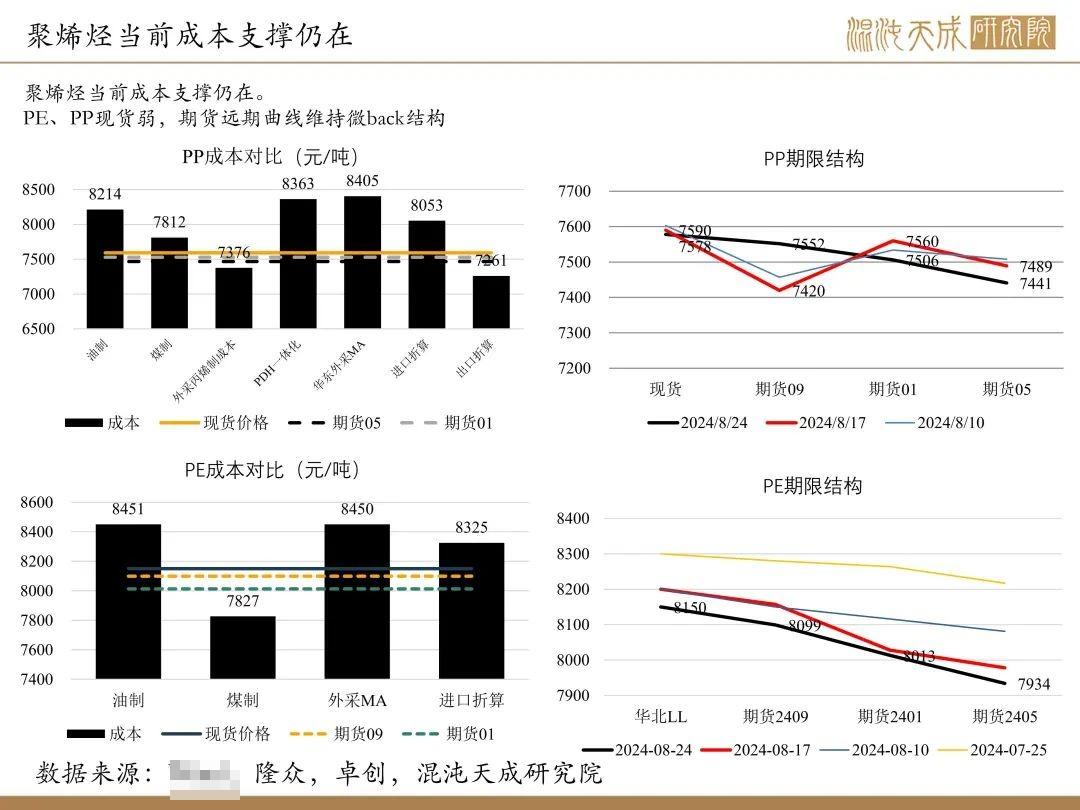 聚烯烃当前成本支撑仍在
混沌天成研究院
聚烯烃当前成本支撑仍在。
PE、PP现货弱，期货远期曲线维持微back结构
PP成本对比（元/吨）
8500
8000
7500
7000
6500
8214
7812
7376
8363
8405
8053
7261
油制
煤制
外采丙烯制成本
PDH一体化
华东外采MA
进口折算
出口折算
成本 现货价格 期货05 期货01
PP期限结构
7700
7600
7500
7400
7300
7200
7590
7578
7552
7420
7560
7506
7489
7441
现货 期货09 期货01 期货05
2024/8/24 2024/8/17 2024/8/10
PE成本对比（元/吨）
8600
8400
8200
8000
7800
7600
7400
8451
7827
8450
8325
油制 煤制 外采MA 进口折算
成本 现货价格 期货09 期货01
PE期限结构
8400
8300
8200
8100
8000
7900
8150
8099
8013
7934
华北LL 期货2409 期货2401 期货2405
2024-08-24 2024-08-17 2024-08-10 2024-07-25
数据来源： 隆众，卓创，混沌天成研究院